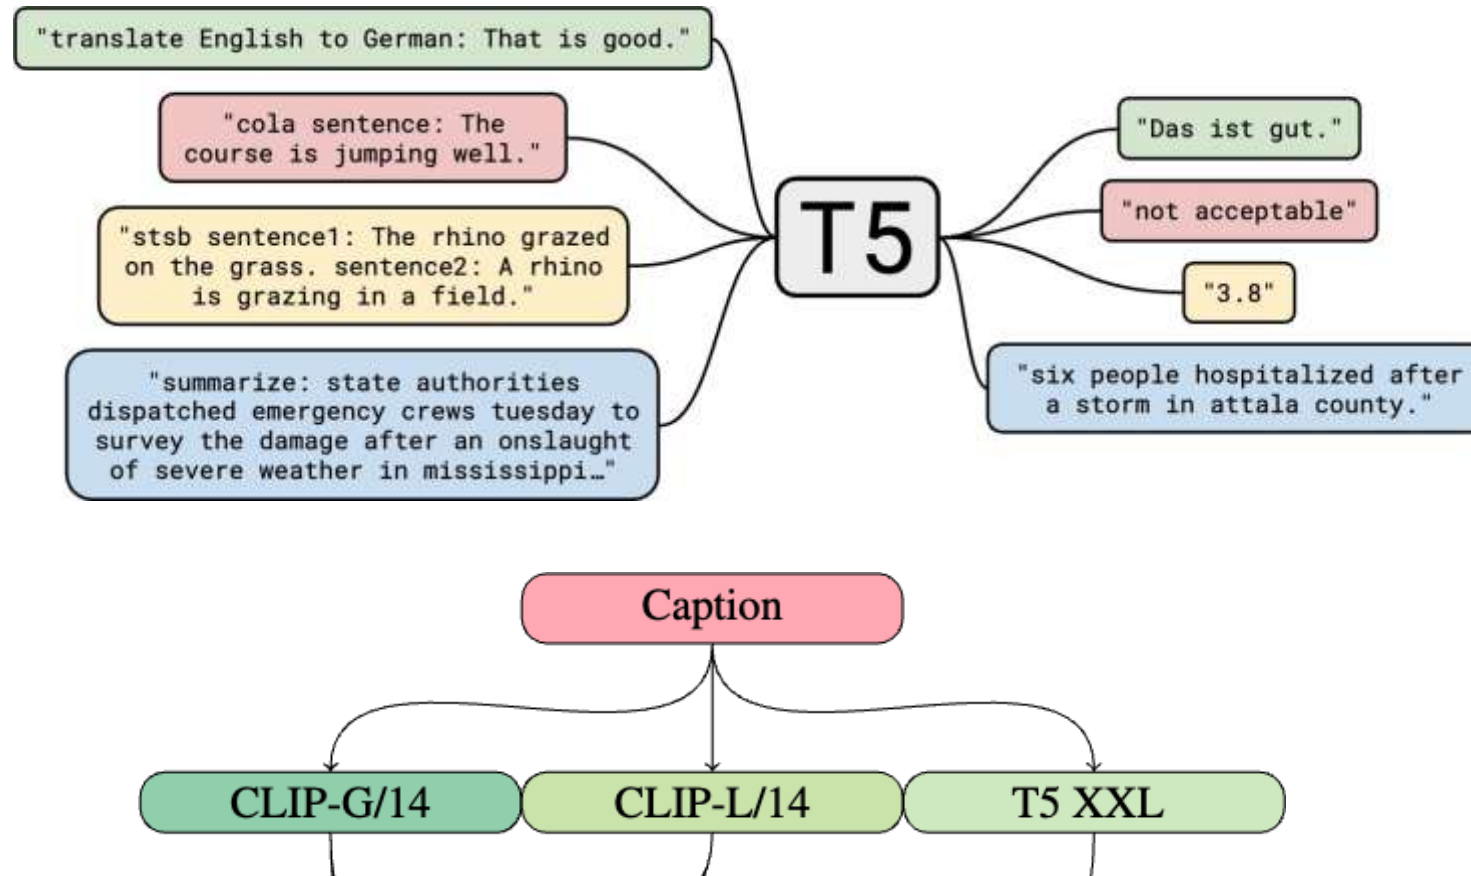 "translate English to German: That is good."
"cola sentence: The
course is jumping well."
"stsb sentence1: The rhino grazed
on the grass. sentence2: A rhino
is grazing in a field."
"summarize: state authorities
dispatched emergency crews tuesday to
survey the damage after an onslaught
of severe weather in mississippi…"
T5
"Das ist gut."
"not acceptable"
"3.8"
"six people hospitalized after
a storm in attala county."
Caption
CLIP-G/14
CLIP-L/14
T5 XXL